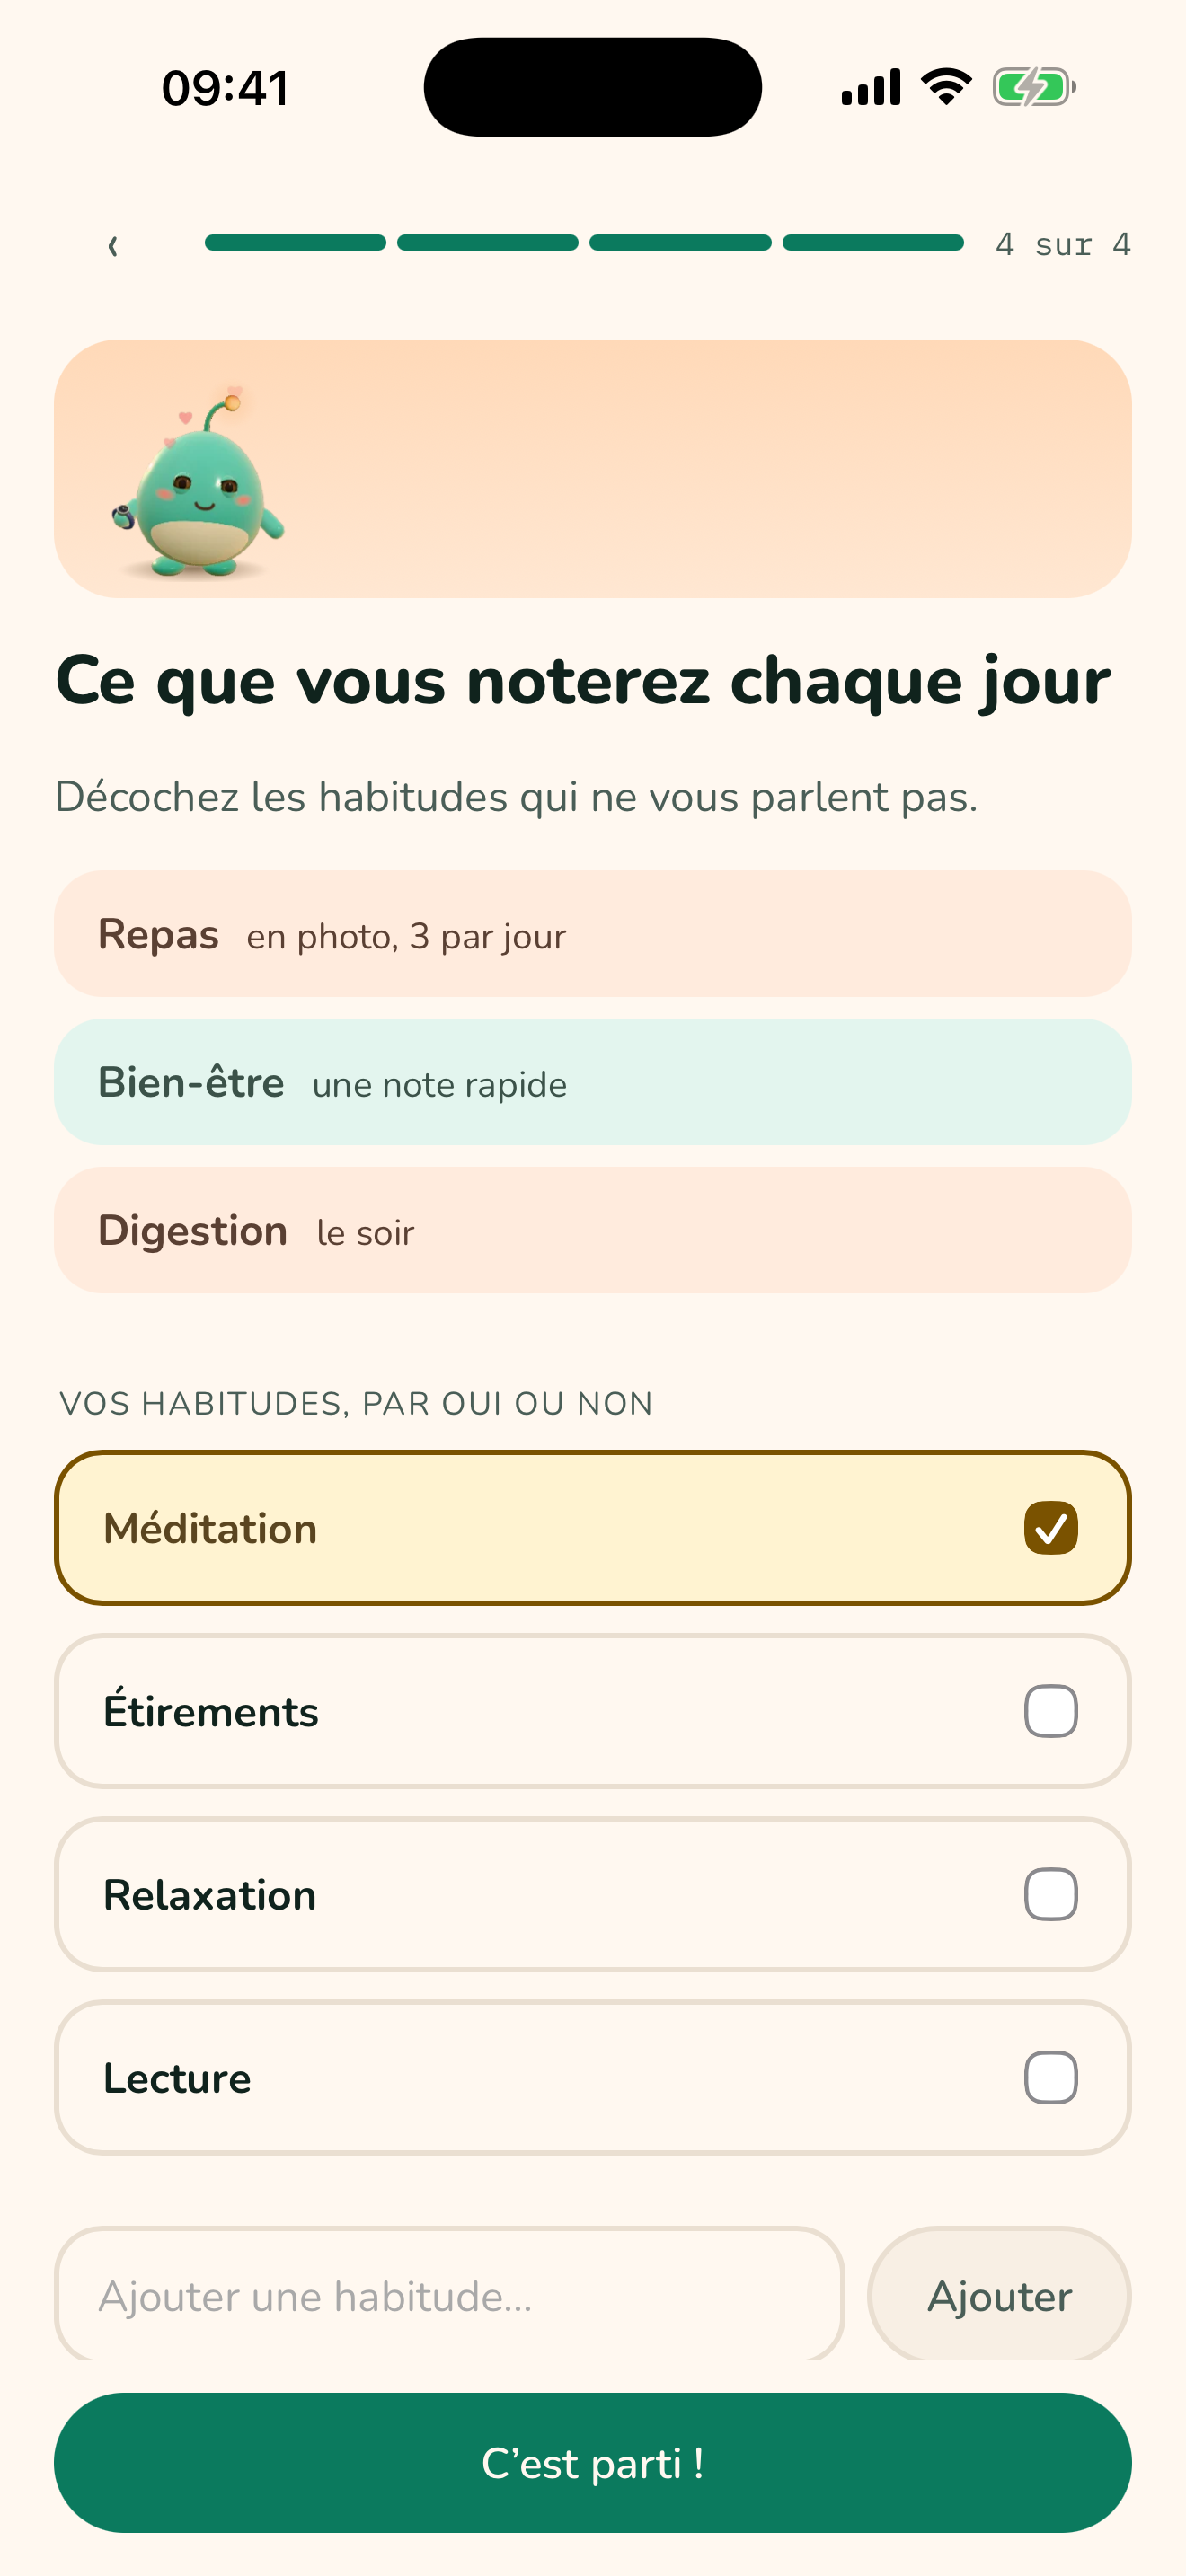 09:41
4 sur 4
Ce que vous noterez chaque jour
Décochez les habitudes qui ne vous parlent pas.
Repas en photo, 3 par jour
Bien-être une note rapide
Digestion le soir
VOS HABITUDES, PAR OUI OU NON
Méditation
Étirements
Relaxation
Lecture
Ajouter une habitude... Ajouter
C’est parti !